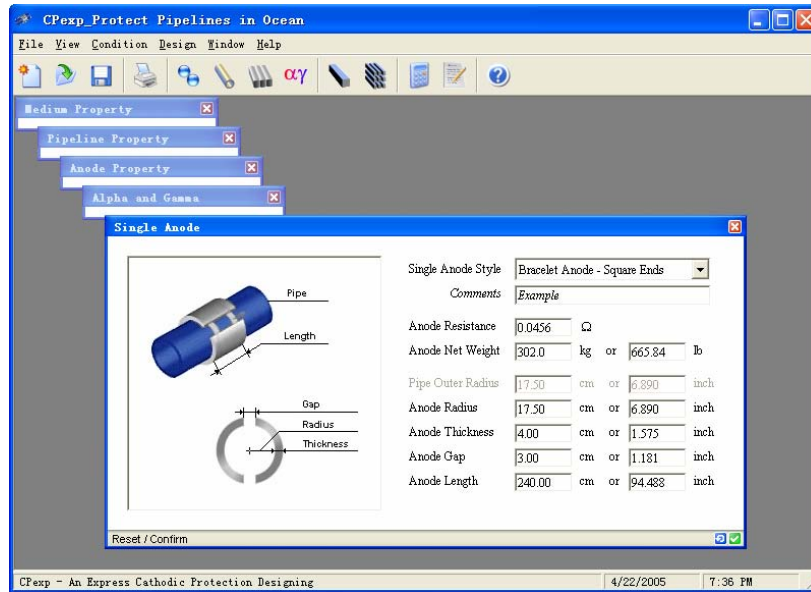 CPexp_Protect Pipelines in Ocean
File View Condition Design Window Help
αγ
Medium Property
Pipeline Property
Anode Property
Alpha and Gamma
Single Anode
Pipe
Length
Gap
Radius
Thickness
Single Anode Style Bracelet Anode - Square Ends
Comments Example
Anode Resistance 0.0456 Ω
Anode Net Weight 302.0 kg or 665.84 lb
Pipe Outer Radius 17.50 cm or 6.890 inch
Anode Radius 17.50 cm or 6.890 inch
Anode Thickness 4.00 cm or 1.575 inch
Anode Gap 3.00 cm or 1.181 inch
Anode Length 240.00 cm or 94.488 inch
Reset / Confirm
CPexp - An Express Cathodic Protection Designing 4/22/2005 7:36 PM